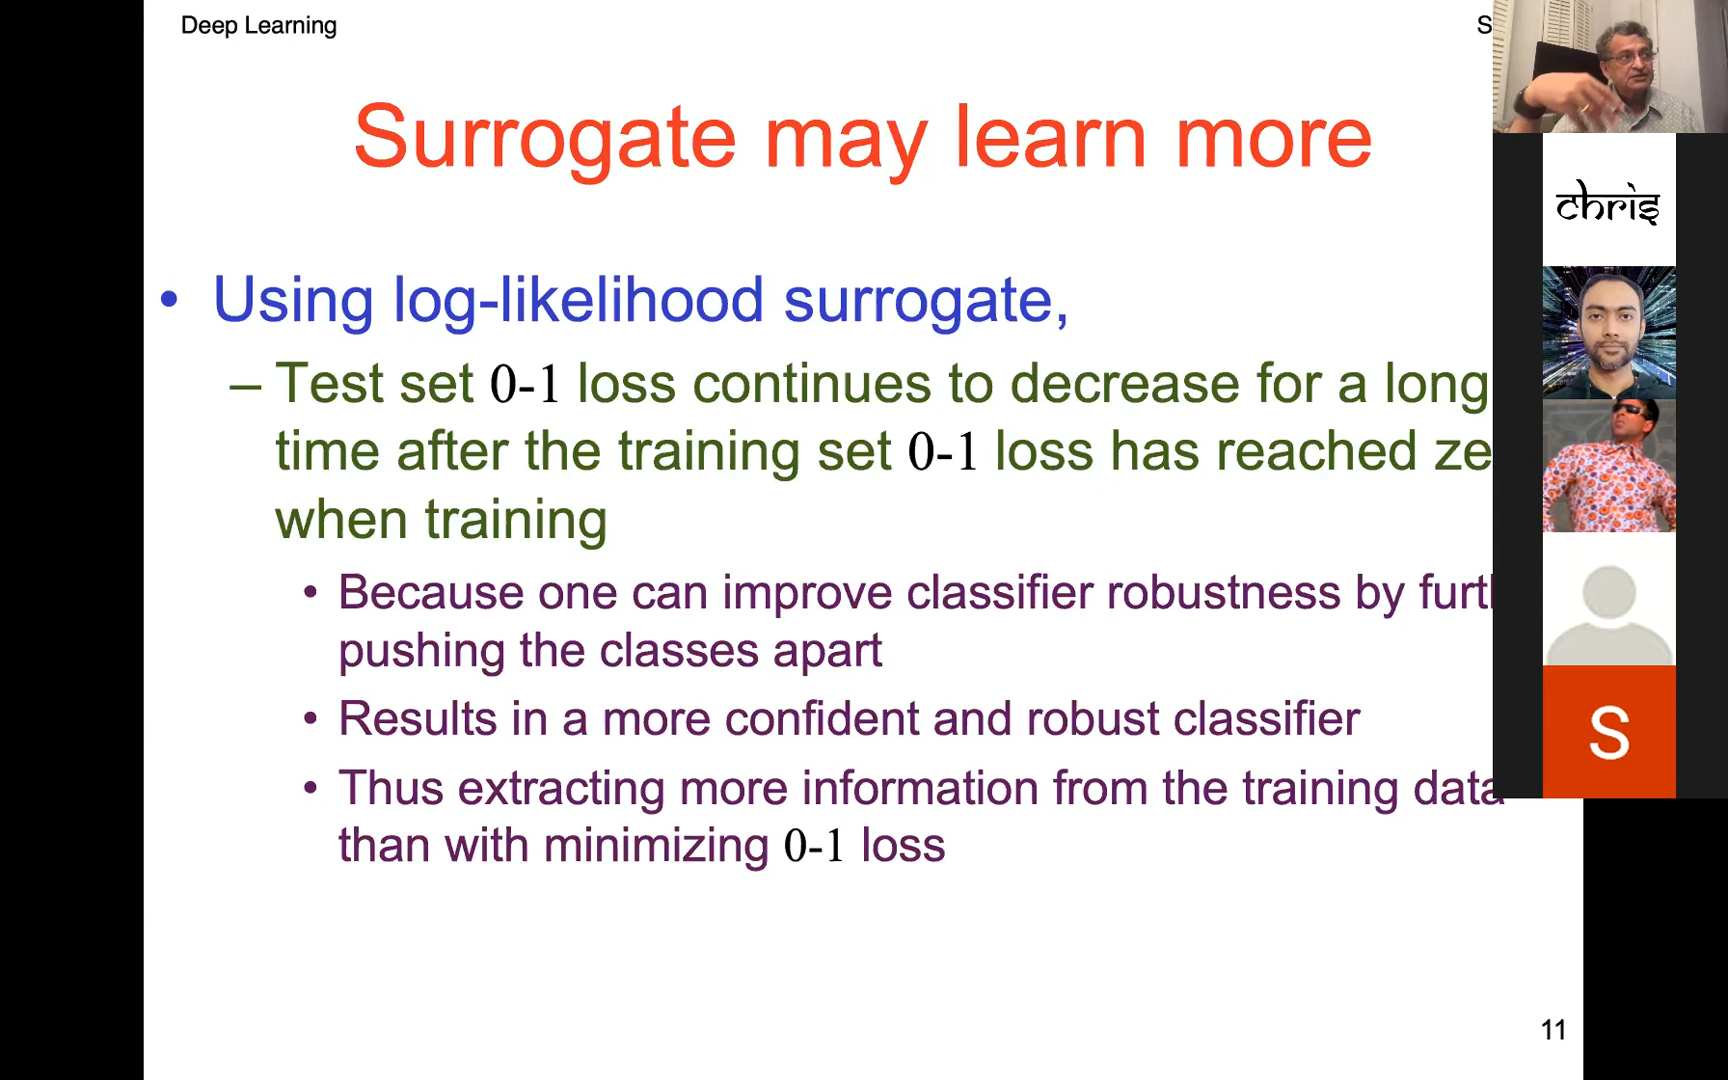 Deep Learning
Surrogate may learn more
• Using log-likelihood surrogate,
– Test set 0-1 loss continues to decrease for a long
time after the training set 0-1 loss has reached
when training
• Because one can improve classifier robustness by
pushing the classes apart
• Results in a more confident and robust classifier
• Thus extracting more information from the training data
than with minimizing 0-1 loss
11
chris
S